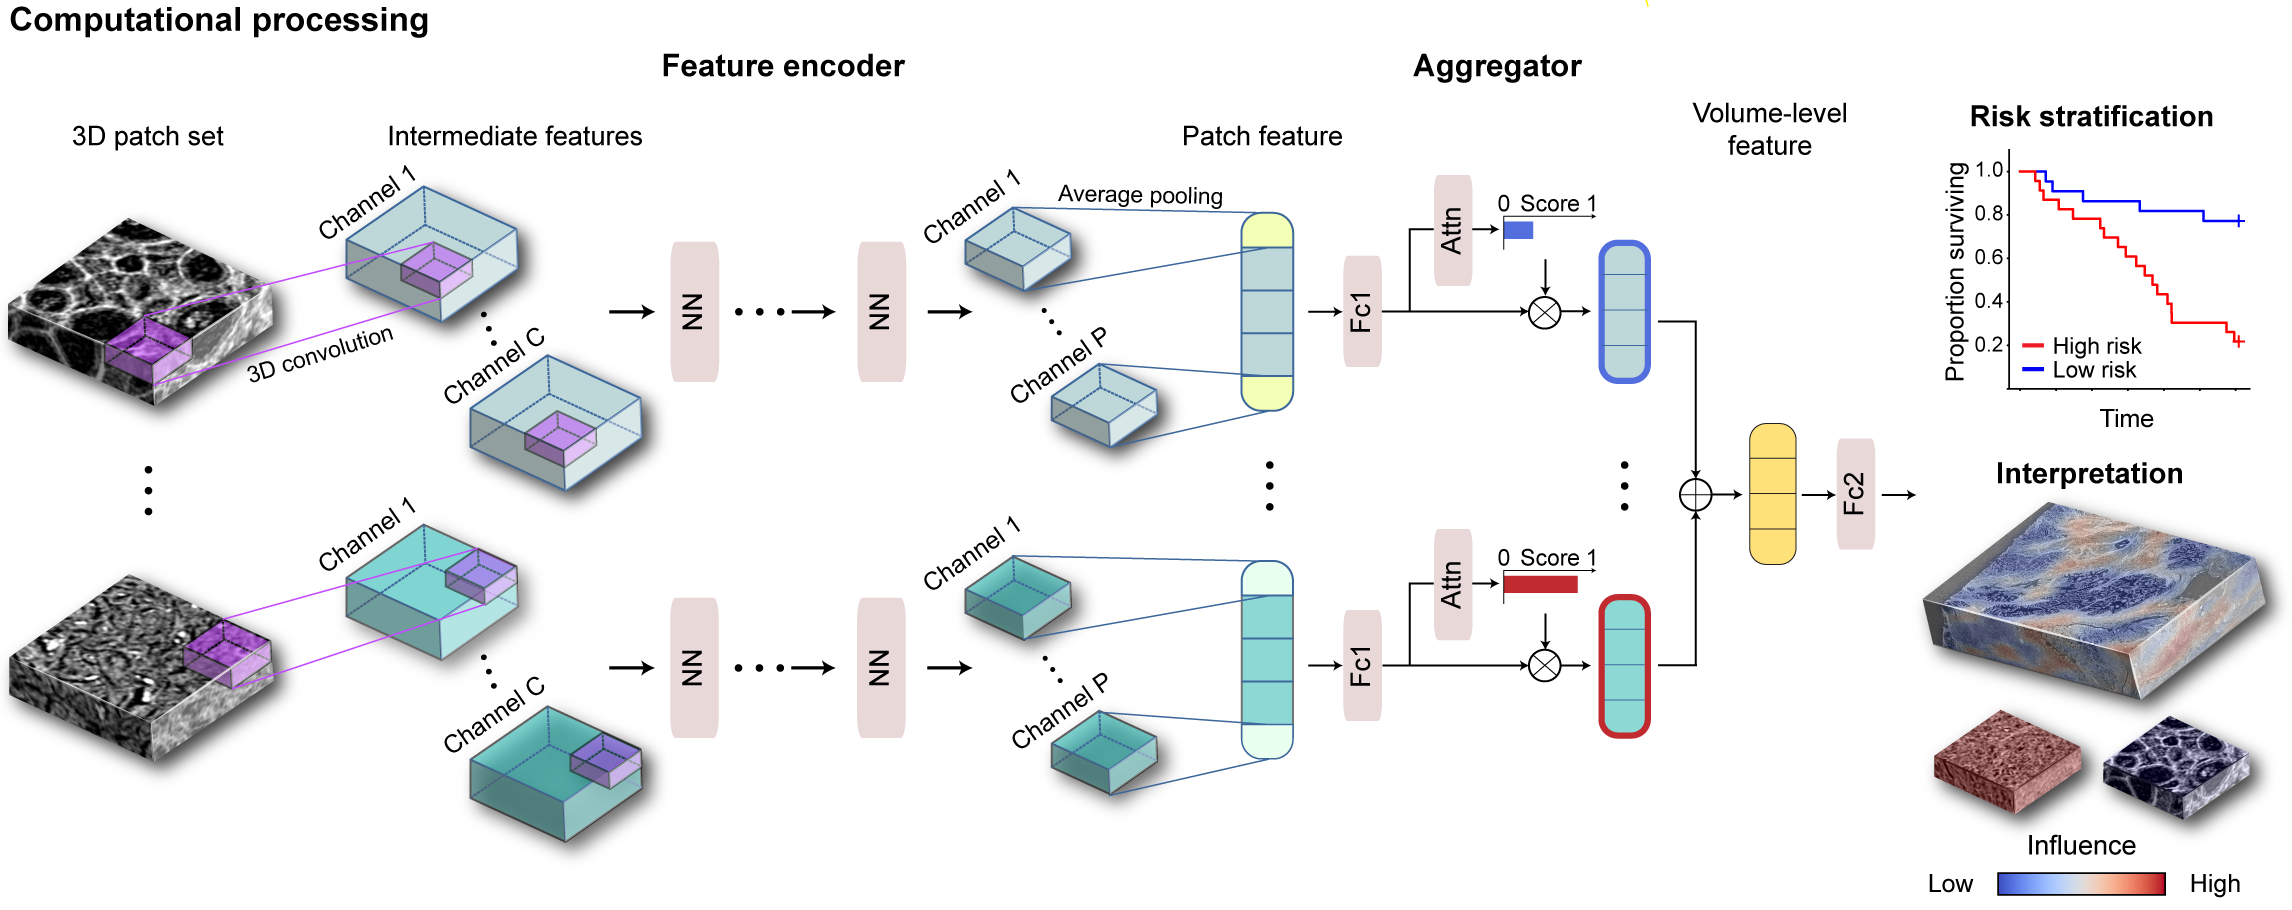 Computational processing
Feature encoder
Aggregator
3D patch set
Intermediate features
Patch feature
Volume-level
feature
Risk stratification
Channel 1
3D convolution
Channel C
NN
NN
Channel 1
Average pooling
Channel P
Fc1
Attn
0 Score 1
Proportion surviving
1.0
0.8
0.6
0.4
0.2
High risk
Low risk
Time
Channel 1
Channel C
NN
NN
Channel 1
Channel P
Fc1
Attn
0 Score 1
Fc2
Interpretation
Influence
Low
High